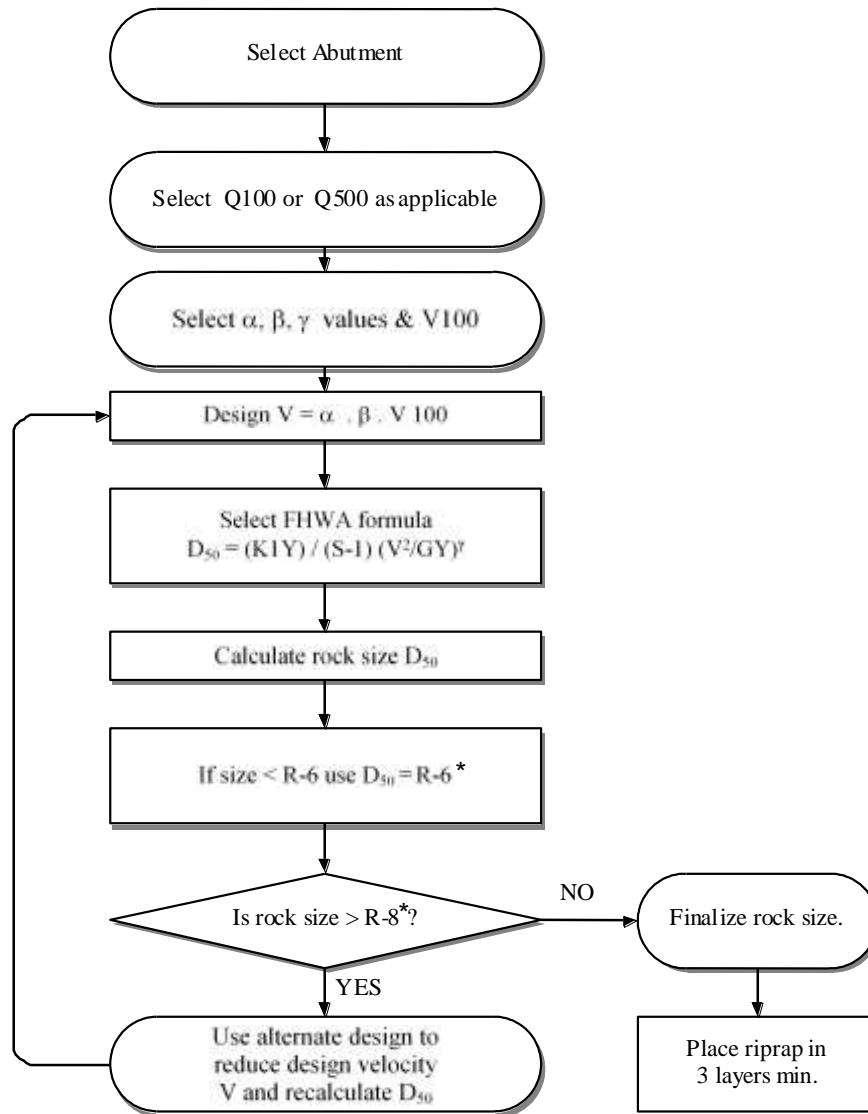 Select Abutment
Select Q100 or Q500 as applicable
Select α, β, γ values & V100
Design V = α . β . V 100
Select FHWA formula
D₅₀ = (K1Y) / (S-1) (V²/GY)ᵞ
Calculate rock size D₅₀
If size < R-6 use D₅₀ = R-6 *
Is rock size > R-8*?
NO
Finalize rock size.
YES
Use alternate design to
reduce design velocity
V and recalculate D₅₀
Place riprap in
3 layers min.